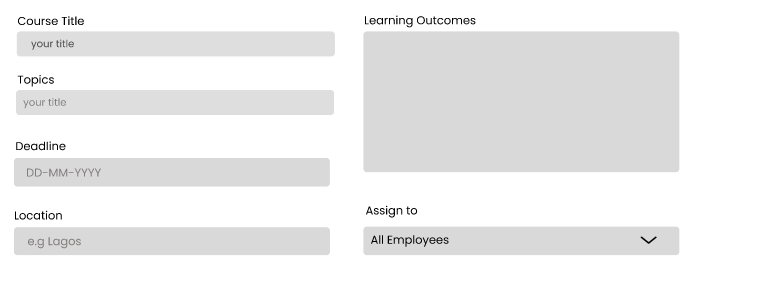 Course Title
your title
Topics
your title
Deadline
DD-MM-YYYY
Location
e.g Lagos
Learning Outcomes
Assign to
All Employees